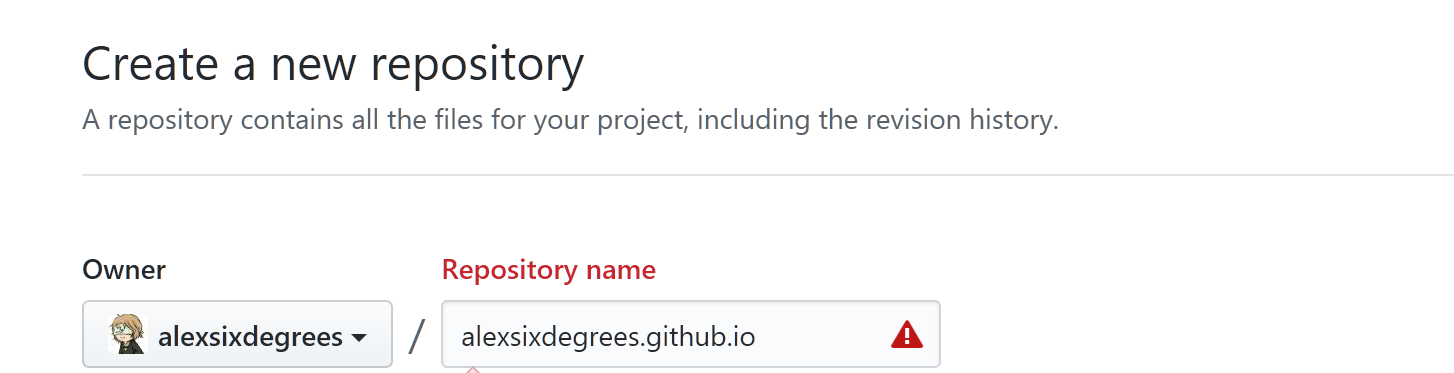 Create a new repository
A repository contains all the files for your project, including the revision history.
Owner
Repository name
alexsixdegrees / alexsixdegrees.github.io